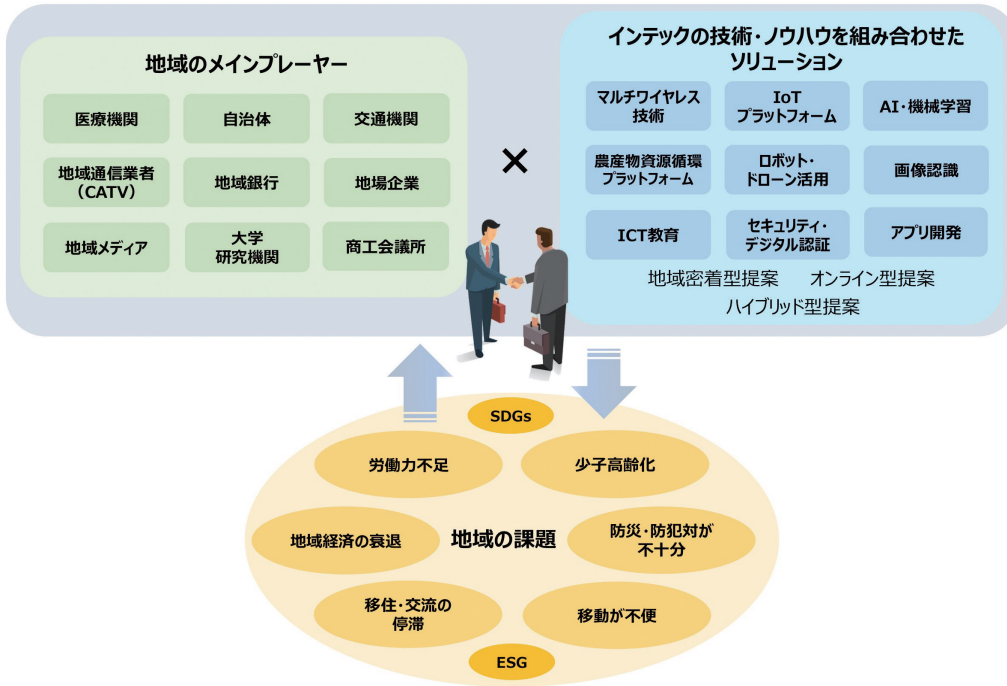 地域のメインプレーヤー
医療機関
自治体
交通機関
地域通信業者
（CATV）
地域銀行
地場企業
地域メディア
大学
研究機関
商工会議所
×
インテックの技術・ノウハウを組み合わせた
ソリューション
マルチワイヤレス
技術
IoT
プラットフォーム
AI・機械学習
農産物資源循環
プラットフォーム
ロボット・
ドローン活用
画像認識
ICT教育
セキュリティ・
デジタル認証
アプリ開発
地域密着型提案 オンライン型提案
ハイブリッド型提案
SDGs
労働力不足
少子高齢化
地域経済の衰退
地域の課題
防災・防犯対が
不十分
移住・交流の
停滞
移動が不便
ESG